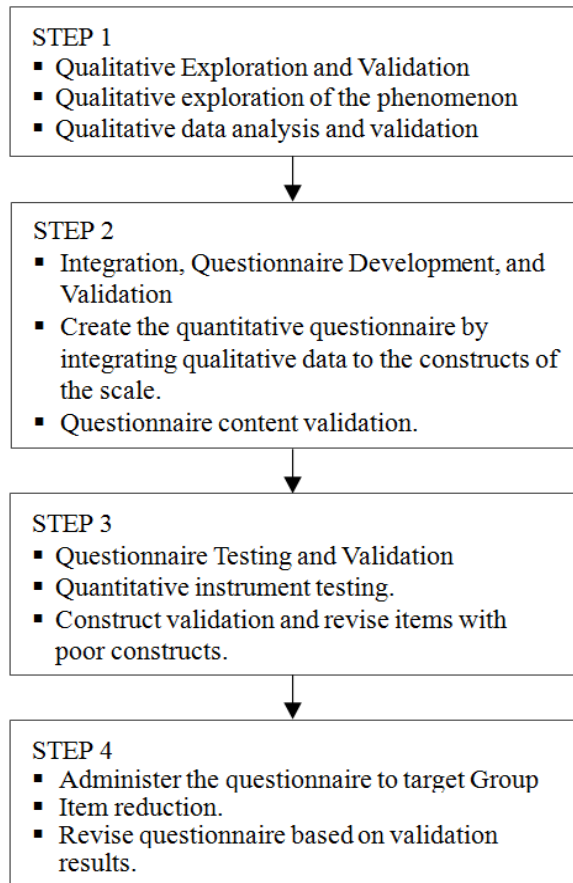 STEP 1
▪ Qualitative Exploration and Validation
▪ Qualitative exploration of the phenomenon
▪ Qualitative data analysis and validation
STEP 2
▪ Integration, Questionnaire Development, and
Validation
▪ Create the quantitative questionnaire by
integrating qualitative data to the constructs of
the scale.
▪ Questionnaire content validation.
STEP 3
▪ Questionnaire Testing and Validation
▪ Quantitative instrument testing.
▪ Construct validation and revise items with
poor constructs.
STEP 4
▪ Administer the questionnaire to target Group
▪ Item reduction.
▪ Revise questionnaire based on validation
results.